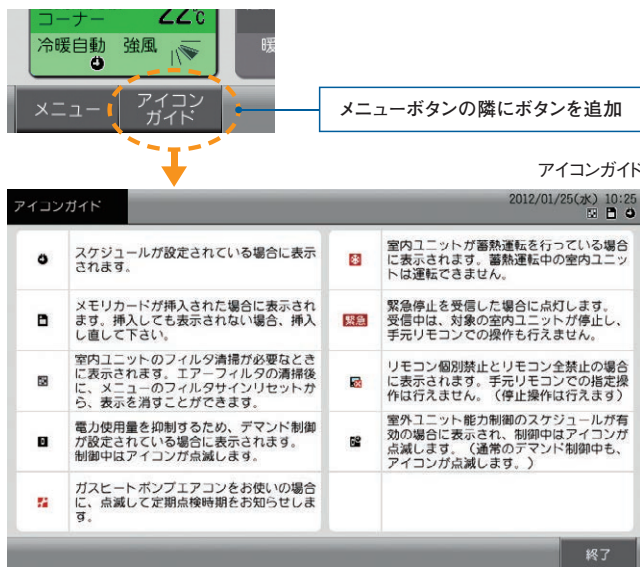 コーナー 22℃
冷暖自動 強風
暖
メニュー
アイコン
ガイド
メニューボタンの隣にボタンを追加
アイコンガイド
アイコンガイド
2012/01/25(水) 10:25
スケジュールが設定されている場合に表示
されます。
メモリカードが挿入された場合に表示され
ます。挿入しても表示されない場合、挿入
し直して下さい。
室内ユニットのフィルタ清掃が必要なとき
に表示されます。エアーフィルタの清掃後
に、メニューのフィルタサインリセットか
ら、表示を消すことができます。
電力使用量を抑制するため、デマンド制御
が設定されている場合に表示されます。
制御中はアイコンが点滅します。
ガスヒートポンプエアコンをお使いの場合
に、点滅して定期点検時期をお知らせしま
す。
室内ユニットが蓄熱運転を行っている場合
に表示されます。蓄熱運転中の室内ユニッ
トは運転できません。
緊急
緊急停止を受信した場合に点灯します。
受信中は、対象の室内ユニットが停止し、
手元リモコンでの操作も行えません。
リモコン個別禁止とリモコン全禁止の場合
に表示されます。手元リモコンでの指定操
作は行えません。（停止操作は行えます）
室外ユニット能力制御のスケジュールが有
効の場合に表示され、制御中はアイコンが
点滅します。（通常のデマンド制御中も、
アイコンが点滅します。）
終了